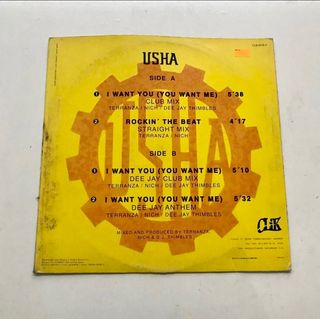 USHA
SIDE A
1 I WANT YOU (YOU WANT ME) 5'38
CLUB MIX
TERRANZA / NICH / DEE JAY THIMBLES
2 ROCKIN' THE BEAT 4'17
STRAIGHT MIX
TERRANZA / NICH
USHA
SIDE B
1 I WANT YOU (YOU WANT ME) 5'10
DEE JAY CLUB MIX
TERRANZA / NICH / DEE JAY THIMBLES
2 I WANT YOU (YOU WANT ME) 5'32
DEE JAY ANTHEM
TERRANZA / NICH / DEE JAY THIMBLES
MIXED AND PRODUCED BY TERRANZA
NICH & D.J. THIMBLES